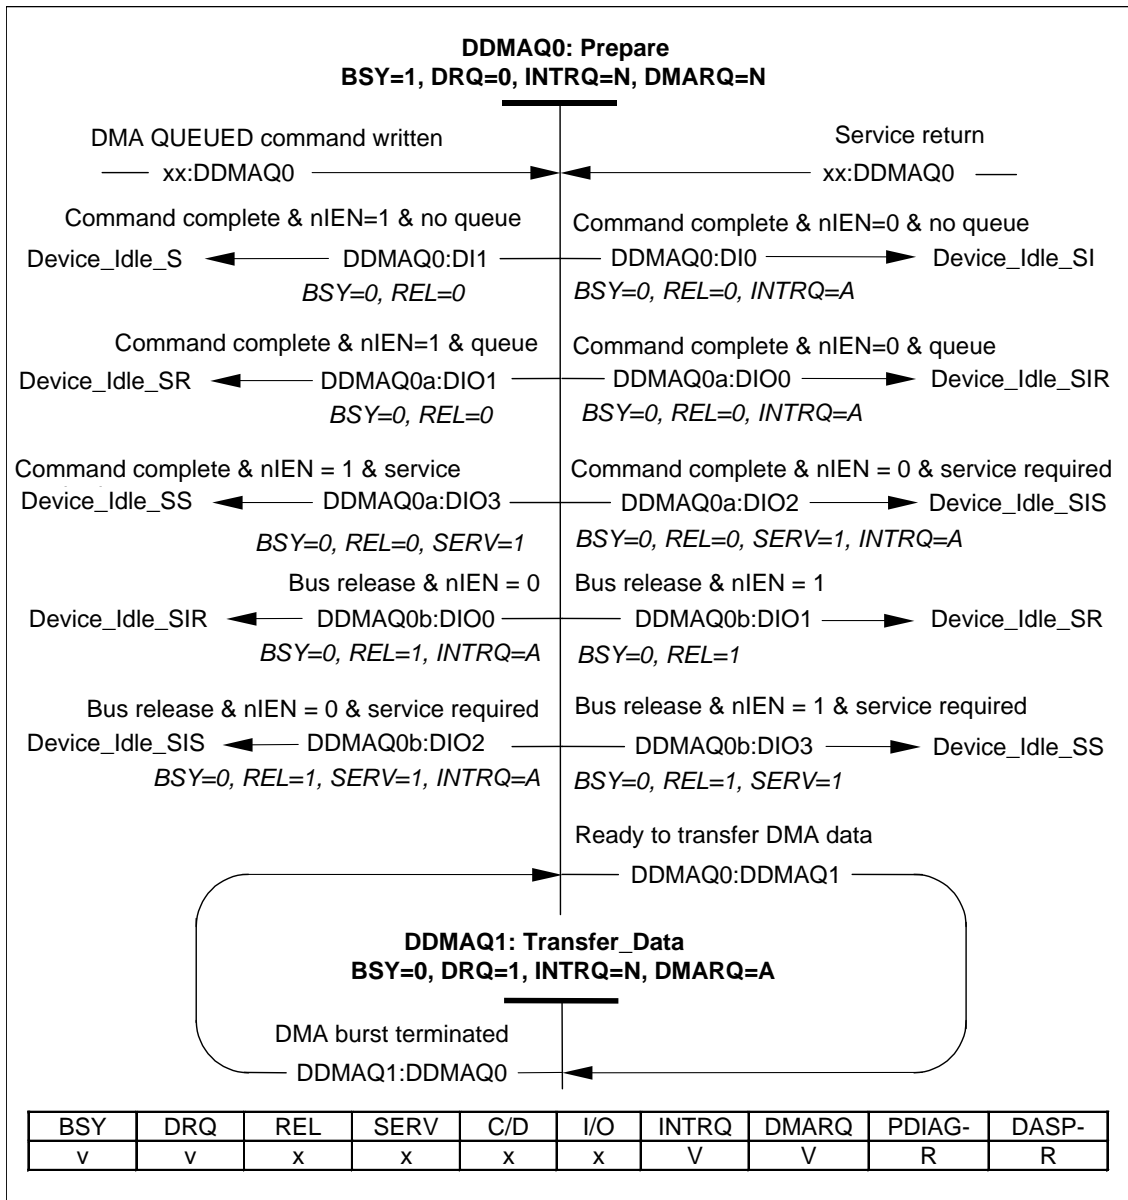 DDMAQ0: Prepare
BSY=1, DRQ=0, INTRQ=N, DMARQ=N
DMA QUEUED command written
xx:DDMAQ0
Service return
xx:DDMAQ0
Command complete & nIEN=1 & no queue
Device_Idle_S
DDMAQ0:DI1
BSY=0, REL=0
Command complete & nIEN=0 & no queue
DDMAQ0:DI0
Device_Idle_SI
BSY=0, REL=0, INTRQ=A
Command complete & nIEN=1 & queue
Device_Idle_SR
DDMAQ0a:DIO1
BSY=0, REL=0
Command complete & nIEN=0 & queue
DDMAQ0a:DIO0
Device_Idle_SIR
BSY=0, REL=0, INTRQ=A
Command complete & nIEN = 1 & service
Device_Idle_SS
DDMAQ0a:DIO3
BSY=0, REL=0, SERV=1
Command complete & nIEN = 0 & service required
DDMAQ0a:DIO2
Device_Idle_SIS
BSY=0, REL=0, SERV=1, INTRQ=A
Bus release & nIEN = 0
Device_Idle_SIR
DDMAQ0b:DIO0
BSY=0, REL=1, INTRQ=A
Bus release & nIEN = 1
DDMAQ0b:DIO1
Device_Idle_SR
BSY=0, REL=1
Bus release & nIEN = 0 & service required
Device_Idle_SIS
DDMAQ0b:DIO2
BSY=0, REL=1, SERV=1, INTRQ=A
Bus release & nIEN = 1 & service required
DDMAQ0b:DIO3
Device_Idle_SS
BSY=0, REL=1, SERV=1
Ready to transfer DMA data
DDMAQ0:DDMAQ1
DDMAQ1: Transfer_Data
BSY=0, DRQ=1, INTRQ=N, DMARQ=A
DMA burst terminated
DDMAQ1:DDMAQ0
BSY DRQ REL SERV C/D I/O INTRQ DMARQ PDIAG- DASP-
v v x x x x V V R R